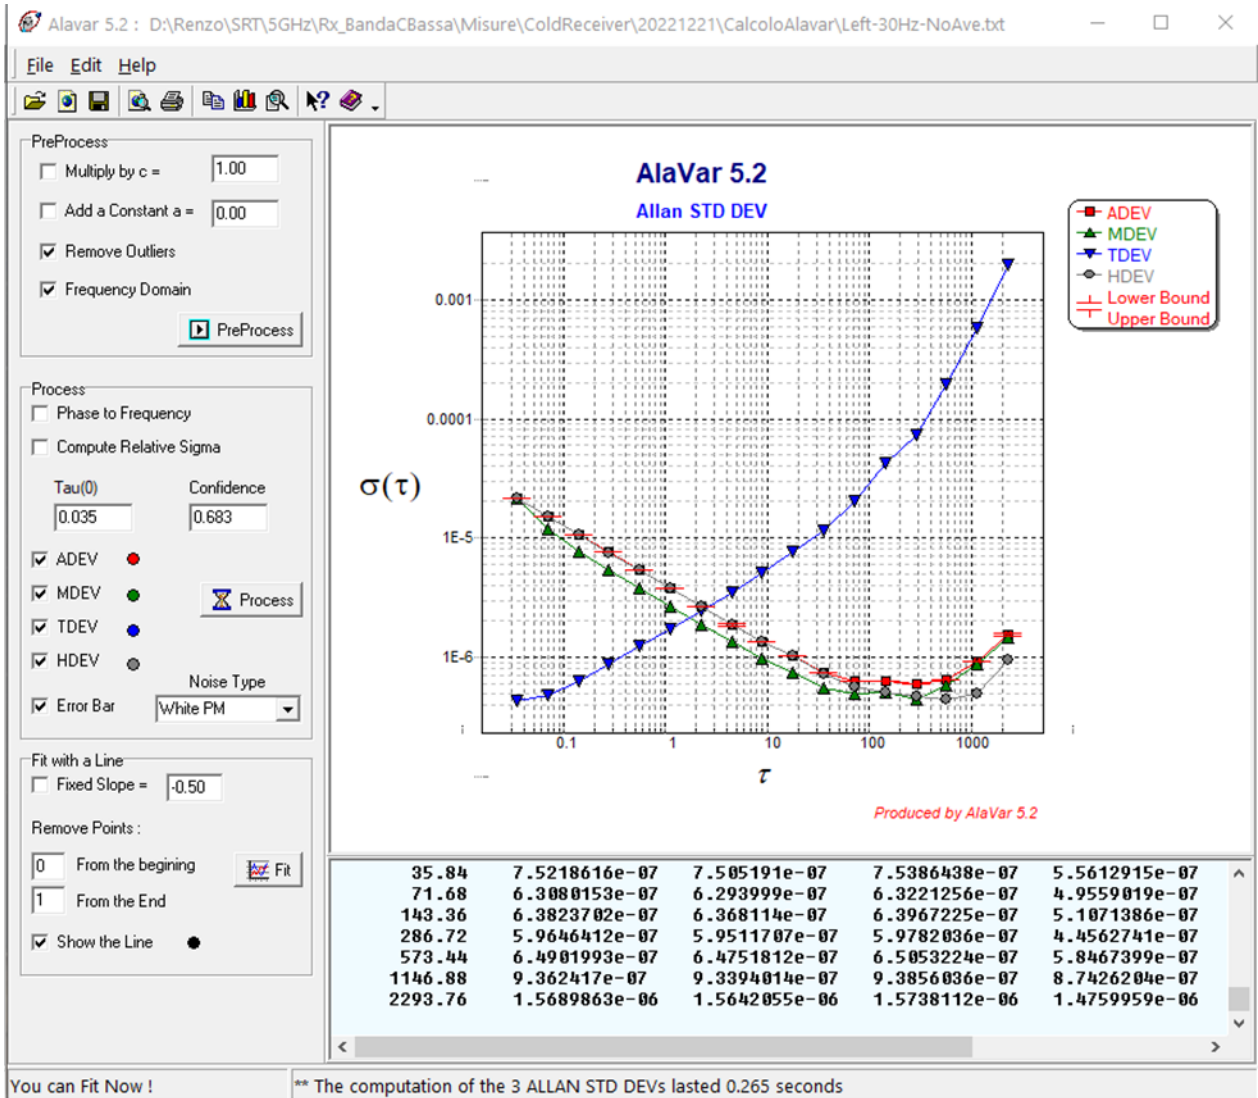 Alavar 5.2 : D:\Renzo\SRT\5GHz\Rx_BandaCBassa\Misure\ColdReceiver\20221221\CalcoloAlavar\Left-30Hz-NoAve.txt
File Edit Help
PreProcess
Multiply by c = 1.00
Add a Constant a = 0.00
Remove Outliers
Frequency Domain
PreProcess
Process
Phase to Frequency
Compute Relative Sigma
Tau(0) Confidence
0.035 0.683
ADEV
MDEV
Process
TDEV
HDEV
Noise Type
Error Bar White PM
Fit with a Line
Fixed Slope = -0.50
Remove Points :
0 From the begining
Fit
1 From the End
Show the Line
AlaVar 5.2
Allan STD DEV
ADEV
MDEV
TDEV
HDEV
Lower Bound
Upper Bound
0.001
0.0001
σ(τ)
1E-5
1E-6
0.1 1 10 100 1000
τ
Produced by AlaVar 5.2
35.84 7.5218616e-07 7.505191e-07 7.5386438e-07 5.5612915e-07
71.68 6.3080153e-07 6.293999e-07 6.3221256e-07 4.9559019e-07
143.36 6.3823702e-07 6.368114e-07 6.3967225e-07 5.1071386e-07
286.72 5.9646412e-07 5.9511707e-07 5.9782036e-07 4.4562741e-07
573.44 6.4901993e-07 6.4751812e-07 6.5053224e-07 5.8467399e-07
1146.88 9.362417e-07 9.3394014e-07 9.3856036e-07 8.7426204e-07
2293.76 1.5689863e-06 1.5642055e-06 1.5738112e-06 1.4759959e-06
You can Fit Now ! ** The computation of the 3 ALLAN STD DEVs lasted 0.265 seconds